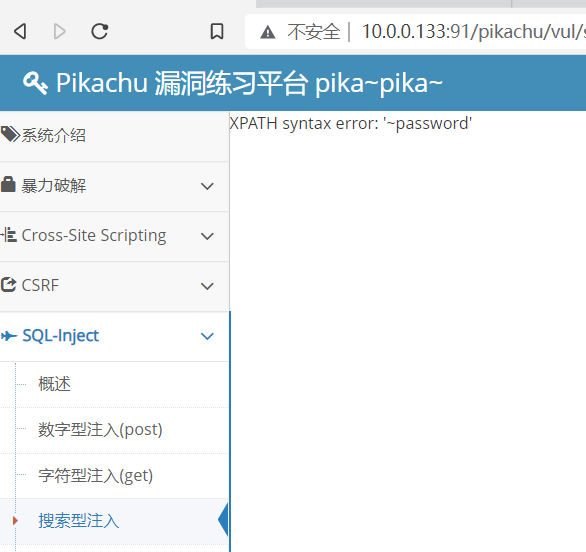 不安全 | 10.0.0.133:91/pikachu/vul/s
Pikachu 漏洞练习平台 pika~pika~
系统介绍
XPATH syntax error: '~password'
暴力破解
Cross-Site Scripting
CSRF
SQL-Inject
概述
数字型注入(post)
字符型注入(get)
搜索型注入